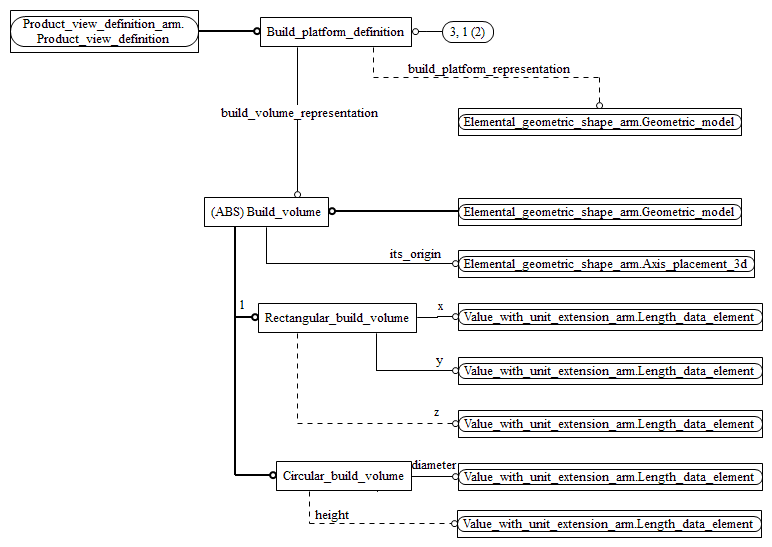 Product_view_definition_arm.
Product_view_definition
Build_platform_definition
3, 1 (2)
build_platform_representation
build_volume_representation
Elemental_geometric_shape_arm.Geometric_model
(ABS) Build_volume
Elemental_geometric_shape_arm.Geometric_model
its_origin
Elemental_geometric_shape_arm.Axis_placement_3d
1
Rectangular_build_volume
x
Value_with_unit_extension_arm.Length_data_element
y
Value_with_unit_extension_arm.Length_data_element
z
Value_with_unit_extension_arm.Length_data_element
Circular_build_volume
diameter
Value_with_unit_extension_arm.Length_data_element
height
Value_with_unit_extension_arm.Length_data_element